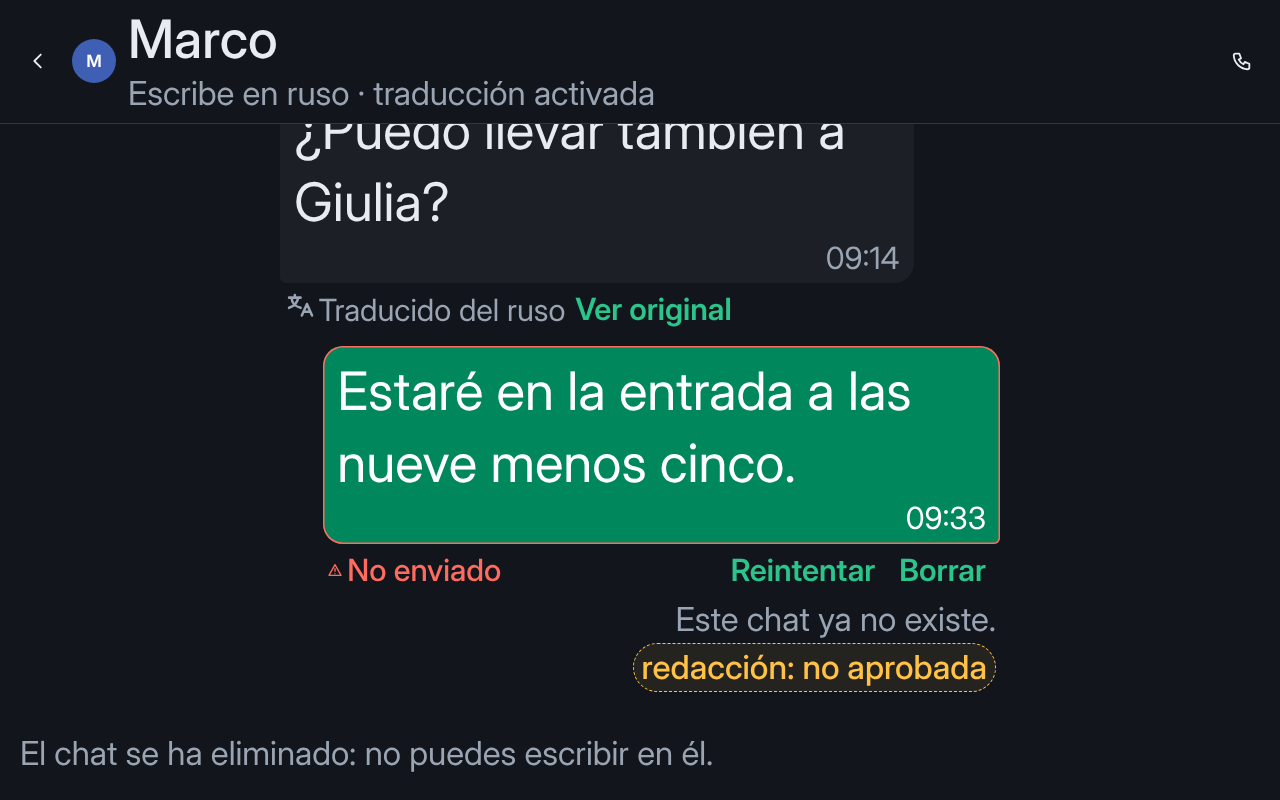 Marco
M
Escribe en ruso · traducción activada
¿Puedo llevar también a
Giulia?
09:14
Traducido del ruso Ver original
Estaré en la entrada a las
nueve menos cinco.
09:33
No enviado Reintentar Borrar
Este chat ya no existe.
redacción: no aprobada
El chat se ha eliminado: no puedes escribir en él.